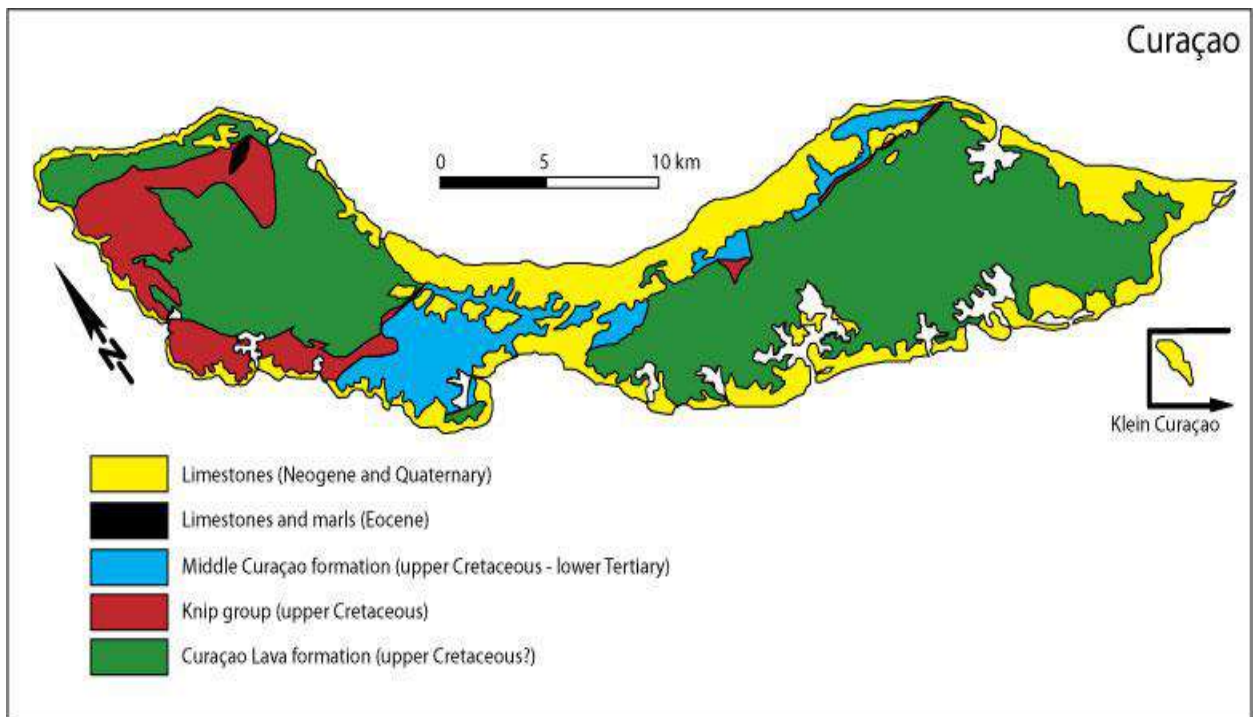 Curaçao
0 5 10 km
N
Klein Curaçao
Limestones (Neogene and Quaternary)
Limestones and marls (Eocene)
Middle Curaçao formation (upper Cretaceous - lower Tertiary)
Knip group (upper Cretaceous)
Curaçao Lava formation (upper Cretaceous?)